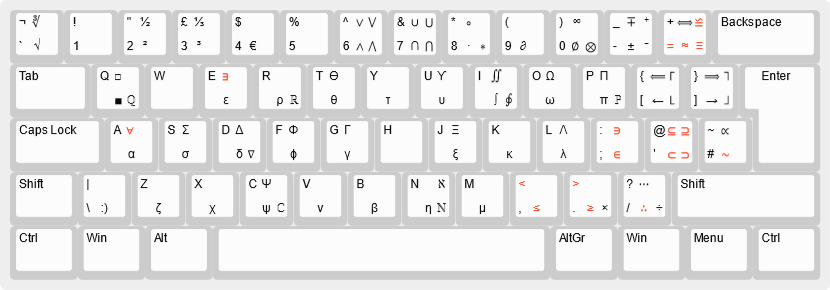 ¬ ∛ ! " ½ £ ⅓ $ % ^ ∨ ⋁ & ∪ ⋃ * ∘ ( ) ∞ _ ∓ ⁺ + ⟺ ≌ Backspace
` √ 1 2 ² 3 ³ 4 € 5 6 ∧ ⋀ 7 ∩ ⋂ 8 · ∗ 9 ∂ 0 Ø ⊗ - ± ⁻ = ≈ Ξ
Tab Q □ W E ∃ R T Θ Y U ϒ I ∬ O Ω P Π { ⟸ ⌈ } ⟹ ⌉ Enter
■ ℚ ε ρ ℝ θ τ υ ∫ ∮ ω π ℙ [ ← ⌊ ] → ⌋
Caps Lock A ∀ S Σ D Δ F Φ G Γ H J Ξ K L Λ : ∋ @ ⊆ ⊇ ~ ∝
α σ δ ∇ ϕ γ ξ κ λ ; ∈ ' ⊂ ⊃ # ~
Shift | Z X C Ψ V B N ℵ M < > ? ⋯ Shift
\ :) ζ χ ψ ℂ ν β η ℕ μ , ≤ . ≥ × / ∴ ÷
Ctrl Win Alt AltGr Win Menu Ctrl